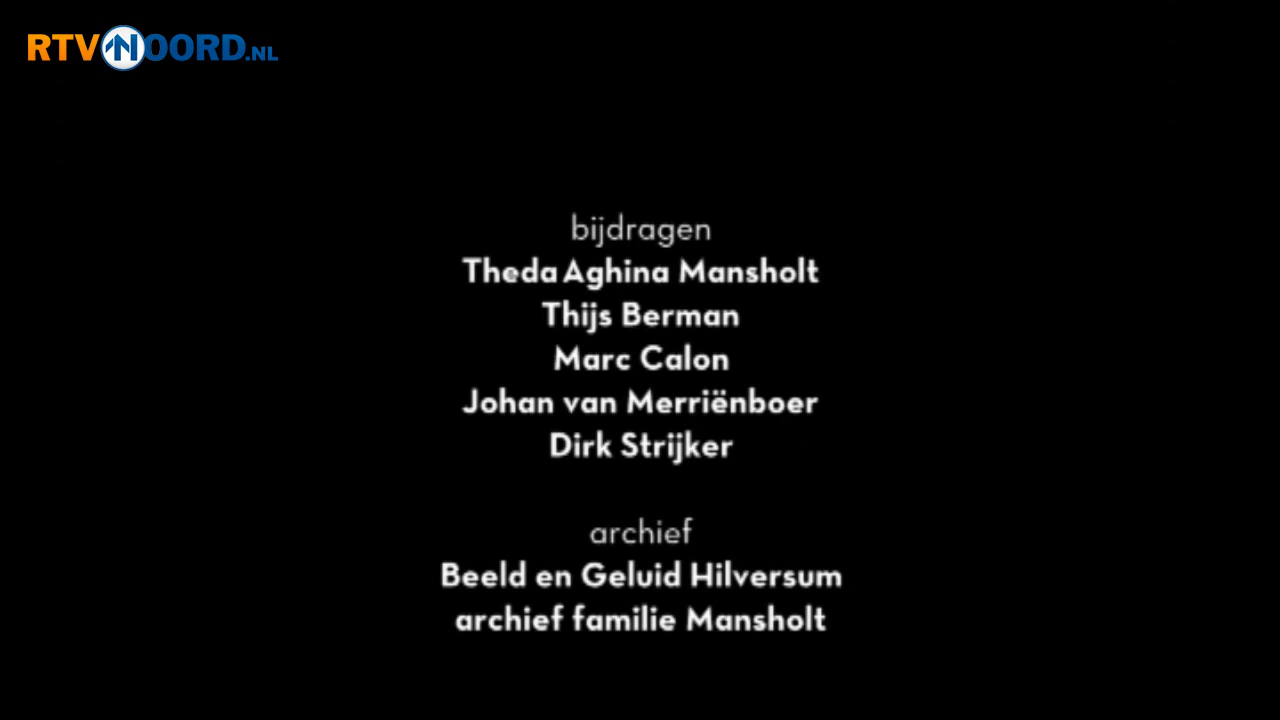 RTVNOORD.NL
bijdragen
Theda Aghina Mansholt
Thijs Berman
Marc Calon
Johan van Merriënboer
Dirk Strijker
archief
Beeld en Geluid Hilversum
archief familie Mansholt